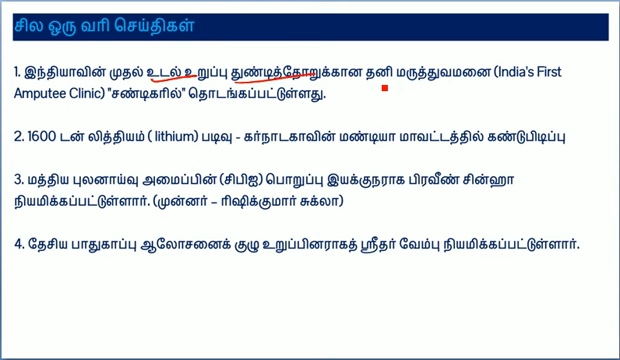 சில ஒரு வரி செய்திகள்
1. இந்தியாவின் முதல் உடல் உறுப்பு துண்டித்தோறுக்கான தனி மருத்துவமனை (India's First
Amputee Clinic) "சண்டிகரில்" தொடங்கப்பட்டுள்ளது.
2. 1600 டன் லித்தியம் ( lithium) படிவு - கர்நாடகாவின் மண்டியா மாவட்டத்தில் கண்டுபிடிப்பு
3. மத்திய புலனாய்வு அமைப்பின் (சிபிஐ) பொறுப்பு இயக்குநராக பிரவீண் சின்ஹா
நியமிக்கப்பட்டுள்ளார். (முன்னர் – ரிஷிக்குமார் சுக்லா)
4. தேசிய பாதுகாப்பு ஆலோசனைக் குழு உறுப்பினராகத் ஸ்ரீதர் வேம்பு நியமிக்கப்பட்டுள்ளார்.